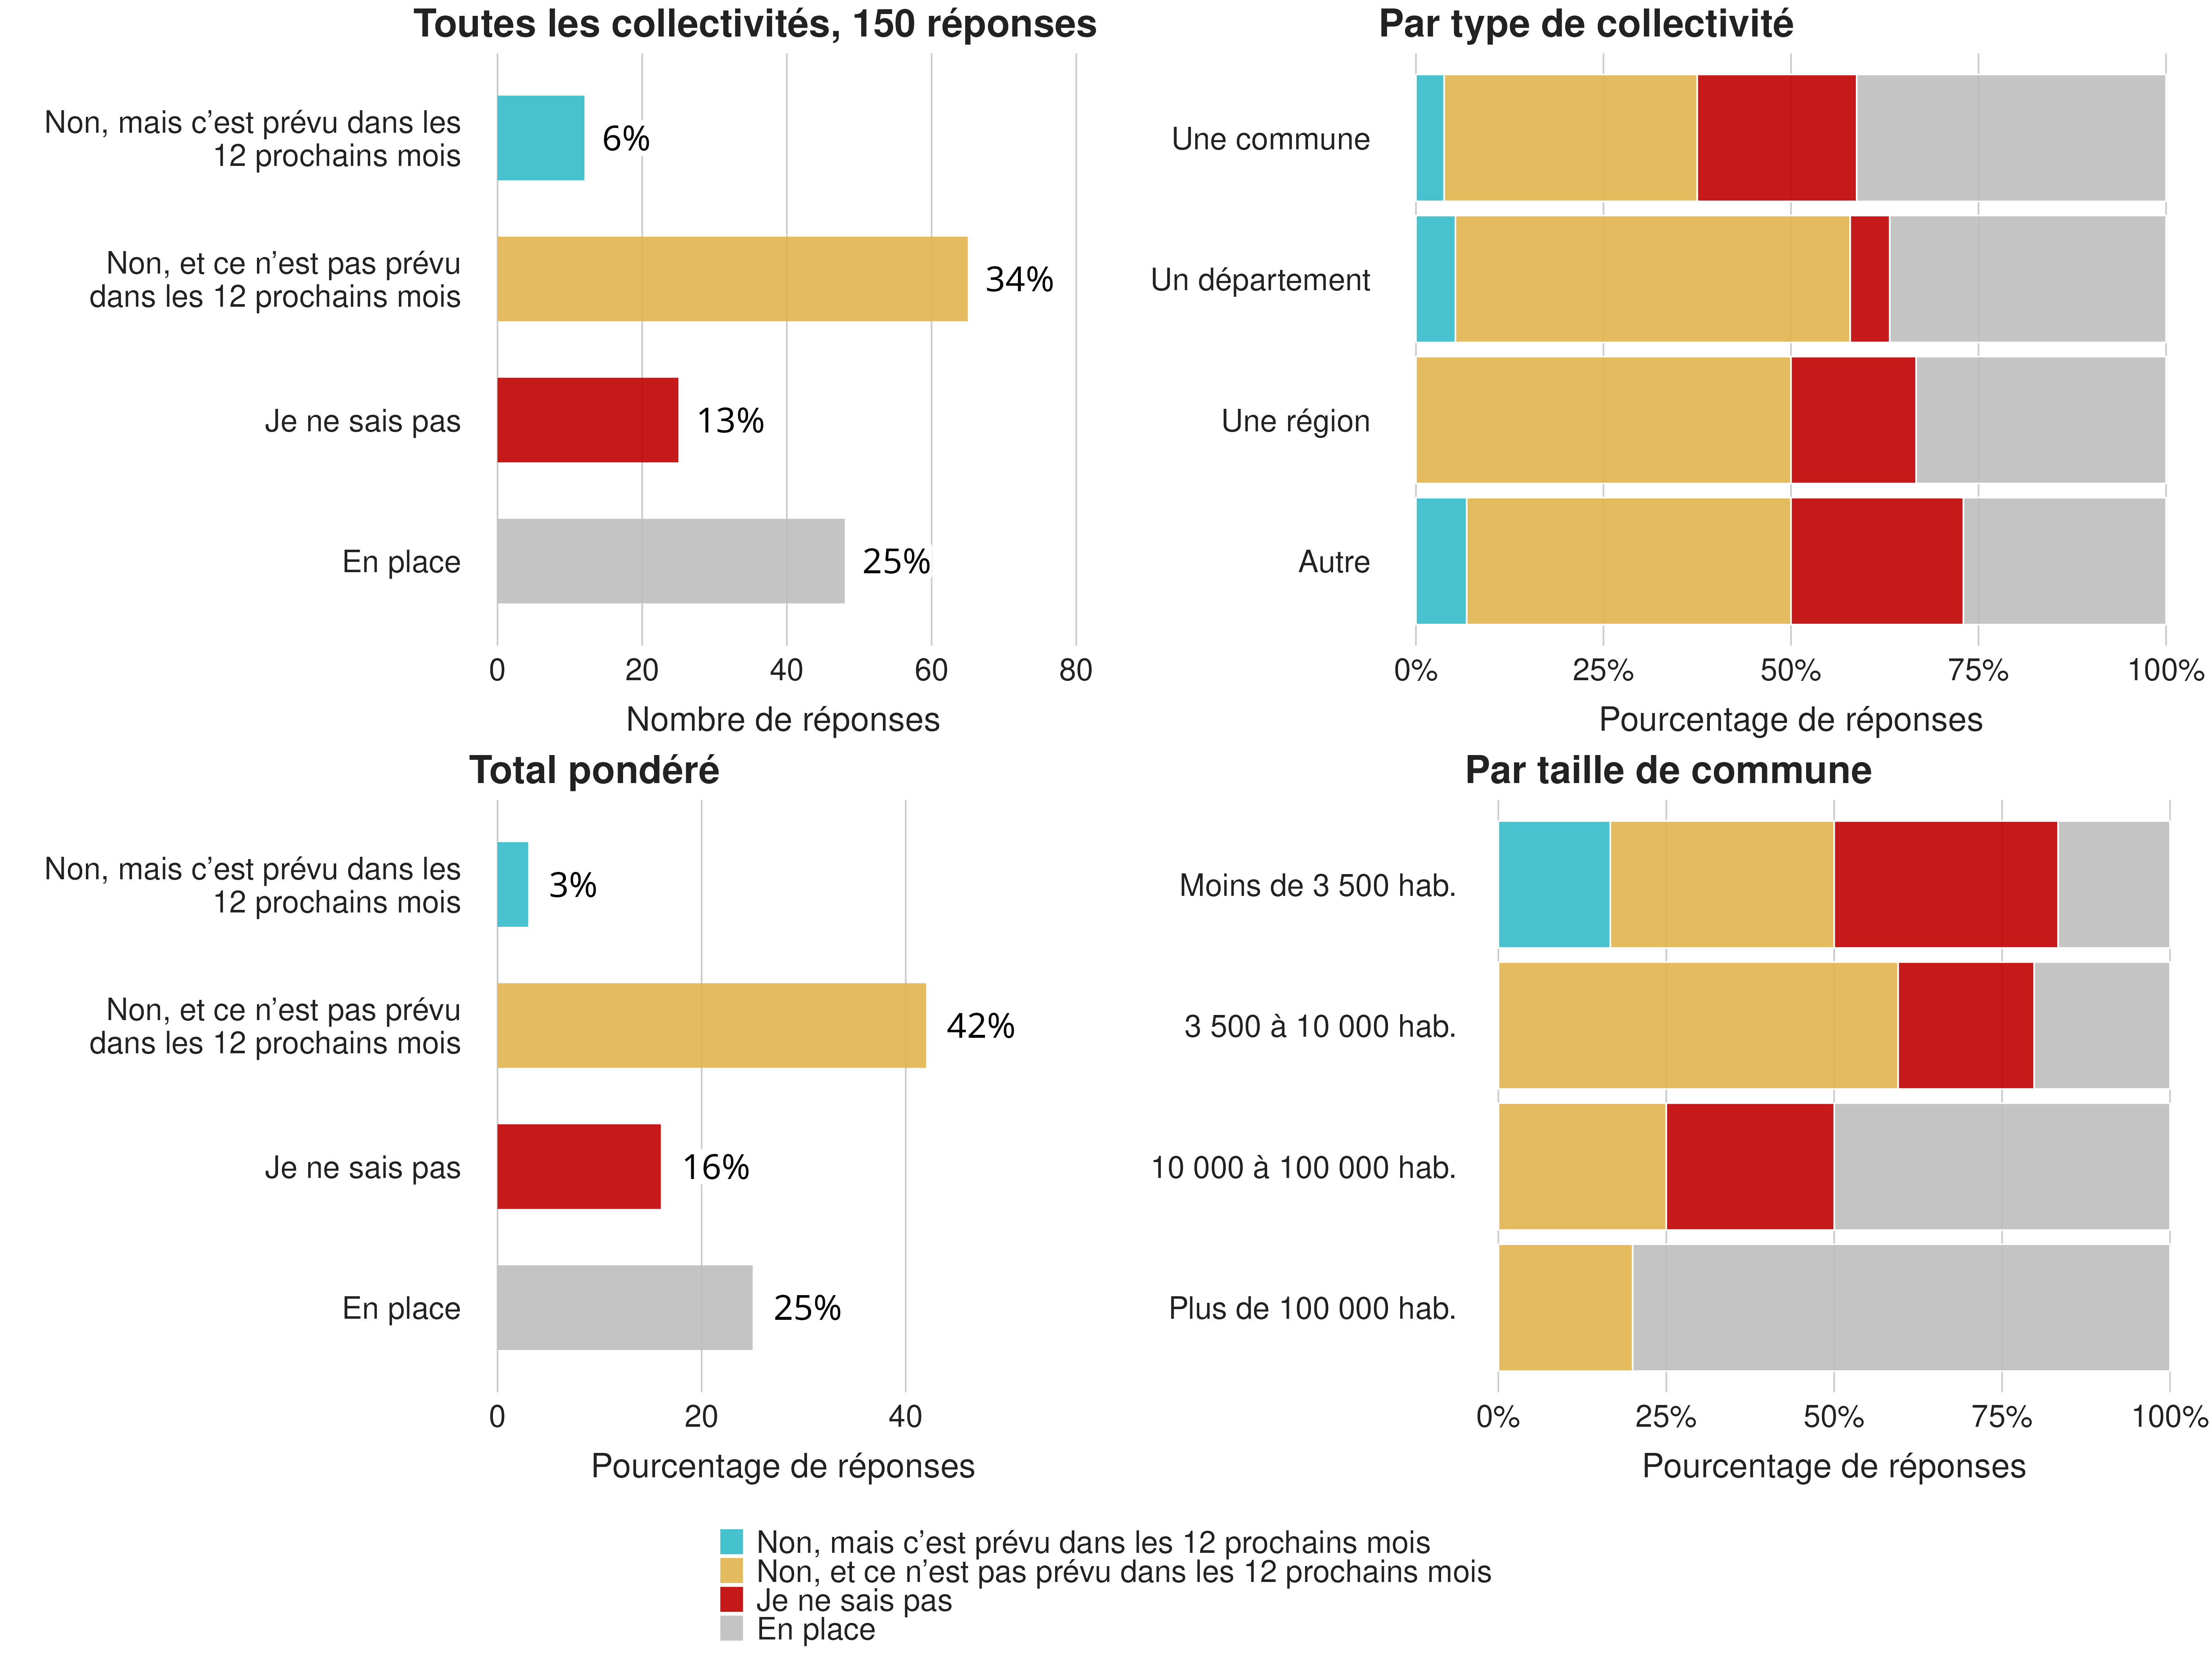 Toutes les collectivités, 150 réponses
Non, mais c’est prévu dans les
12 prochains mois
6%
Non, et ce n’est pas prévu
dans les 12 prochains mois
34%
Je ne sais pas
13%
En place
25%
0 20 40 60 80
Nombre de réponses
Par type de collectivité
Une commune
Un département
Une région
Autre
0% 25% 50% 75% 100%
Pourcentage de réponses
Total pondéré
Non, mais c’est prévu dans les
12 prochains mois
3%
Non, et ce n’est pas prévu
dans les 12 prochains mois
42%
Je ne sais pas
16%
En place
25%
0 20 40
Pourcentage de réponses
Par taille de commune
Moins de 3 500 hab.
3 500 à 10 000 hab.
10 000 à 100 000 hab.
Plus de 100 000 hab.
0% 25% 50% 75% 100%
Pourcentage de réponses
Non, mais c’est prévu dans les 12 prochains mois
Non, et ce n’est pas prévu dans les 12 prochains mois
Je ne sais pas
En place